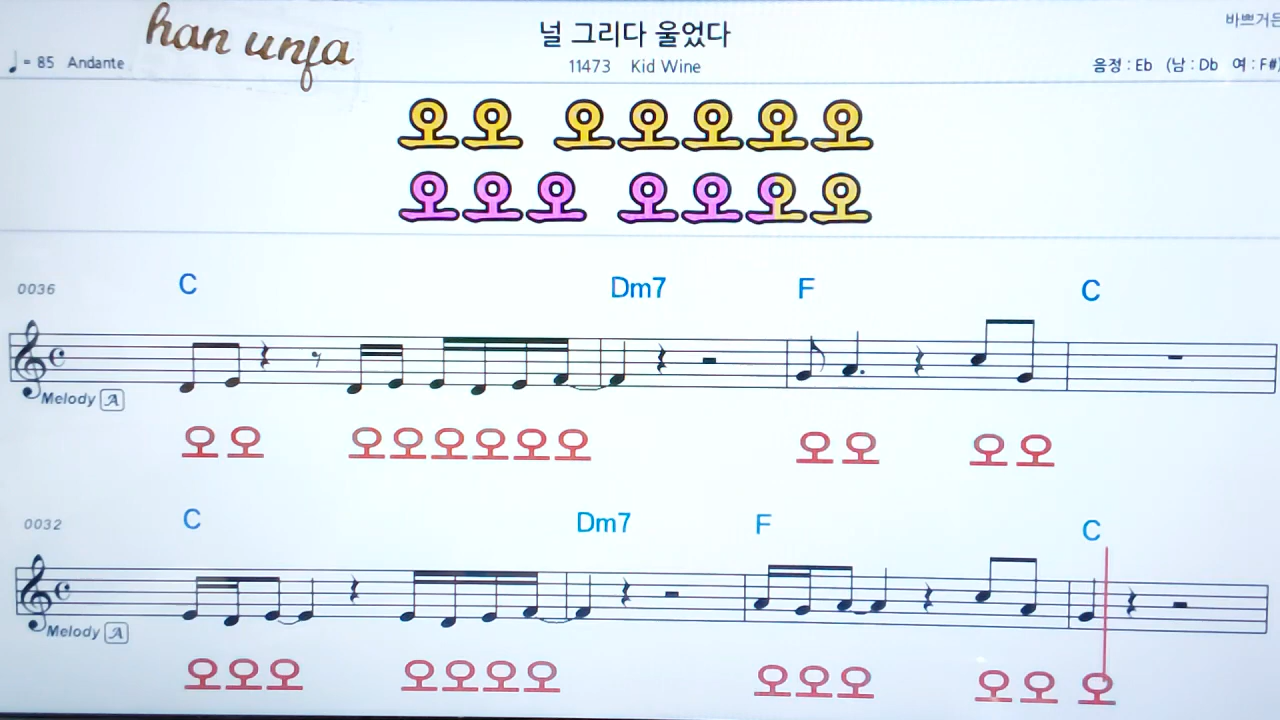 han unfa
널 그리다 울었다
바쁘거든
♩= 85 Andante
11473 Kid Wine
음정 : Eb (남 : Db 여 : F#)
오오 오오오오오
오오오 오오오오
0036 C Dm7 F C
Melody A
오오 오오오오오오 오오 오오
0032 C Dm7 F C
Melody A
오오오 오오오오 오오오 오오 오